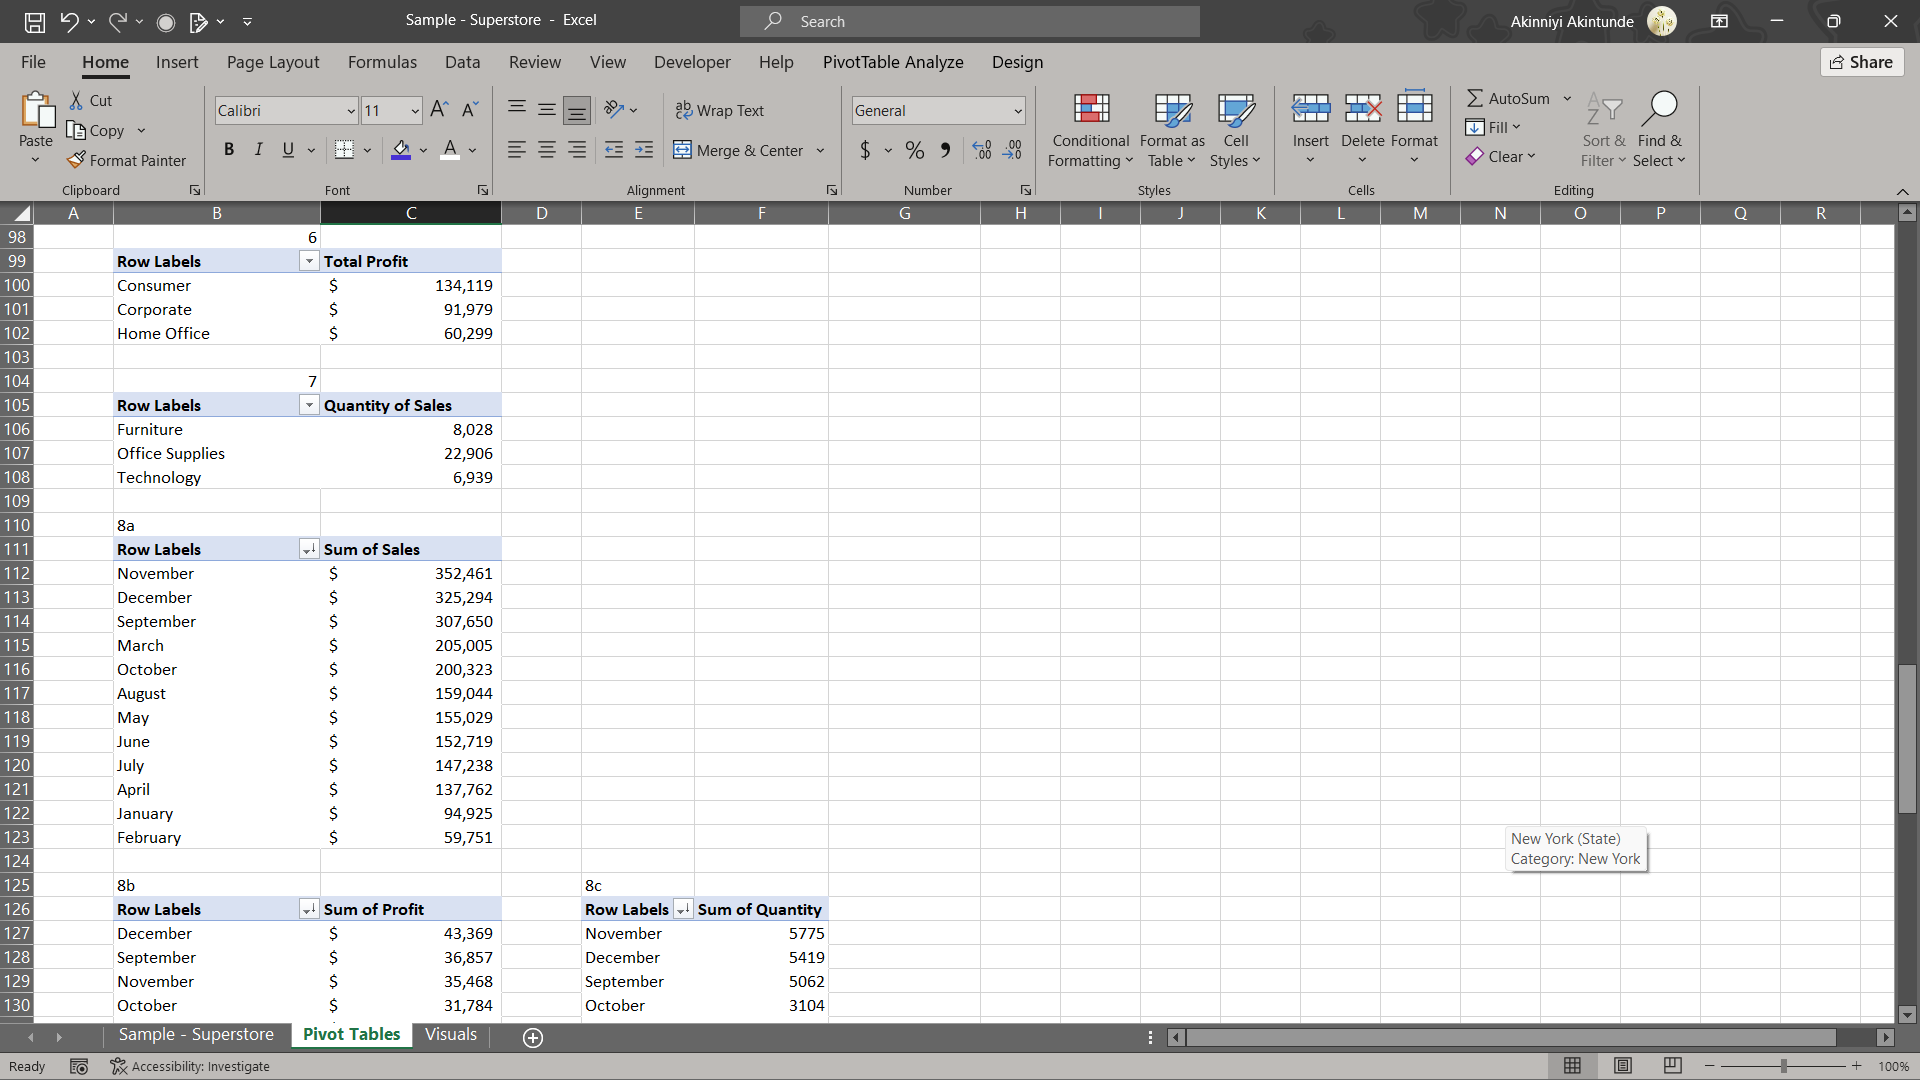 Sample - Superstore - Excel
Search
Akinniyi Akintunde
File Home Insert Page Layout Formulas Data Review View Developer Help PivotTable Analyze Design
Share
Paste
Cut
Copy
Format Painter
Clipboard
Calibri 11
B I U
A
Font
Wrap Text
Merge & Center
Alignment
General
$ % 9
Number
Conditional Formatting
Format as Table
Cell Styles
Styles
Insert Delete Format
Cells
AutoSum
Fill
Clear
Sort & Filter
Find & Select
Editing
A B C D E F G H I J K L M N O P Q R
98 6
99 Row Labels Total Profit
100 Consumer $ 134,119
101 Corporate $ 91,979
102 Home Office $ 60,299
103
104 7
105 Row Labels Quantity of Sales
106 Furniture 8,028
107 Office Supplies 22,906
108 Technology 6,939
109
110 8a
111 Row Labels Sum of Sales
112 November $ 352,461
113 December $ 325,294
114 September $ 307,650
115 March $ 205,005
116 October $ 200,323
117 August $ 159,044
118 May $ 155,029
119 June $ 152,719
120 July $ 147,238
121 April $ 137,762
122 January $ 94,925
123 February $ 59,751
124
New York (State)
Category: New York
125 8b 8c
126 Row Labels Sum of Profit Row Labels Sum of Quantity
127 December $ 43,369 November 5775
128 September $ 36,857 December 5419
129 November $ 35,468 September 5062
130 October $ 31,784 October 3104
Sample - Superstore Pivot Tables Visuals
Ready Accessibility: Investigate 100%